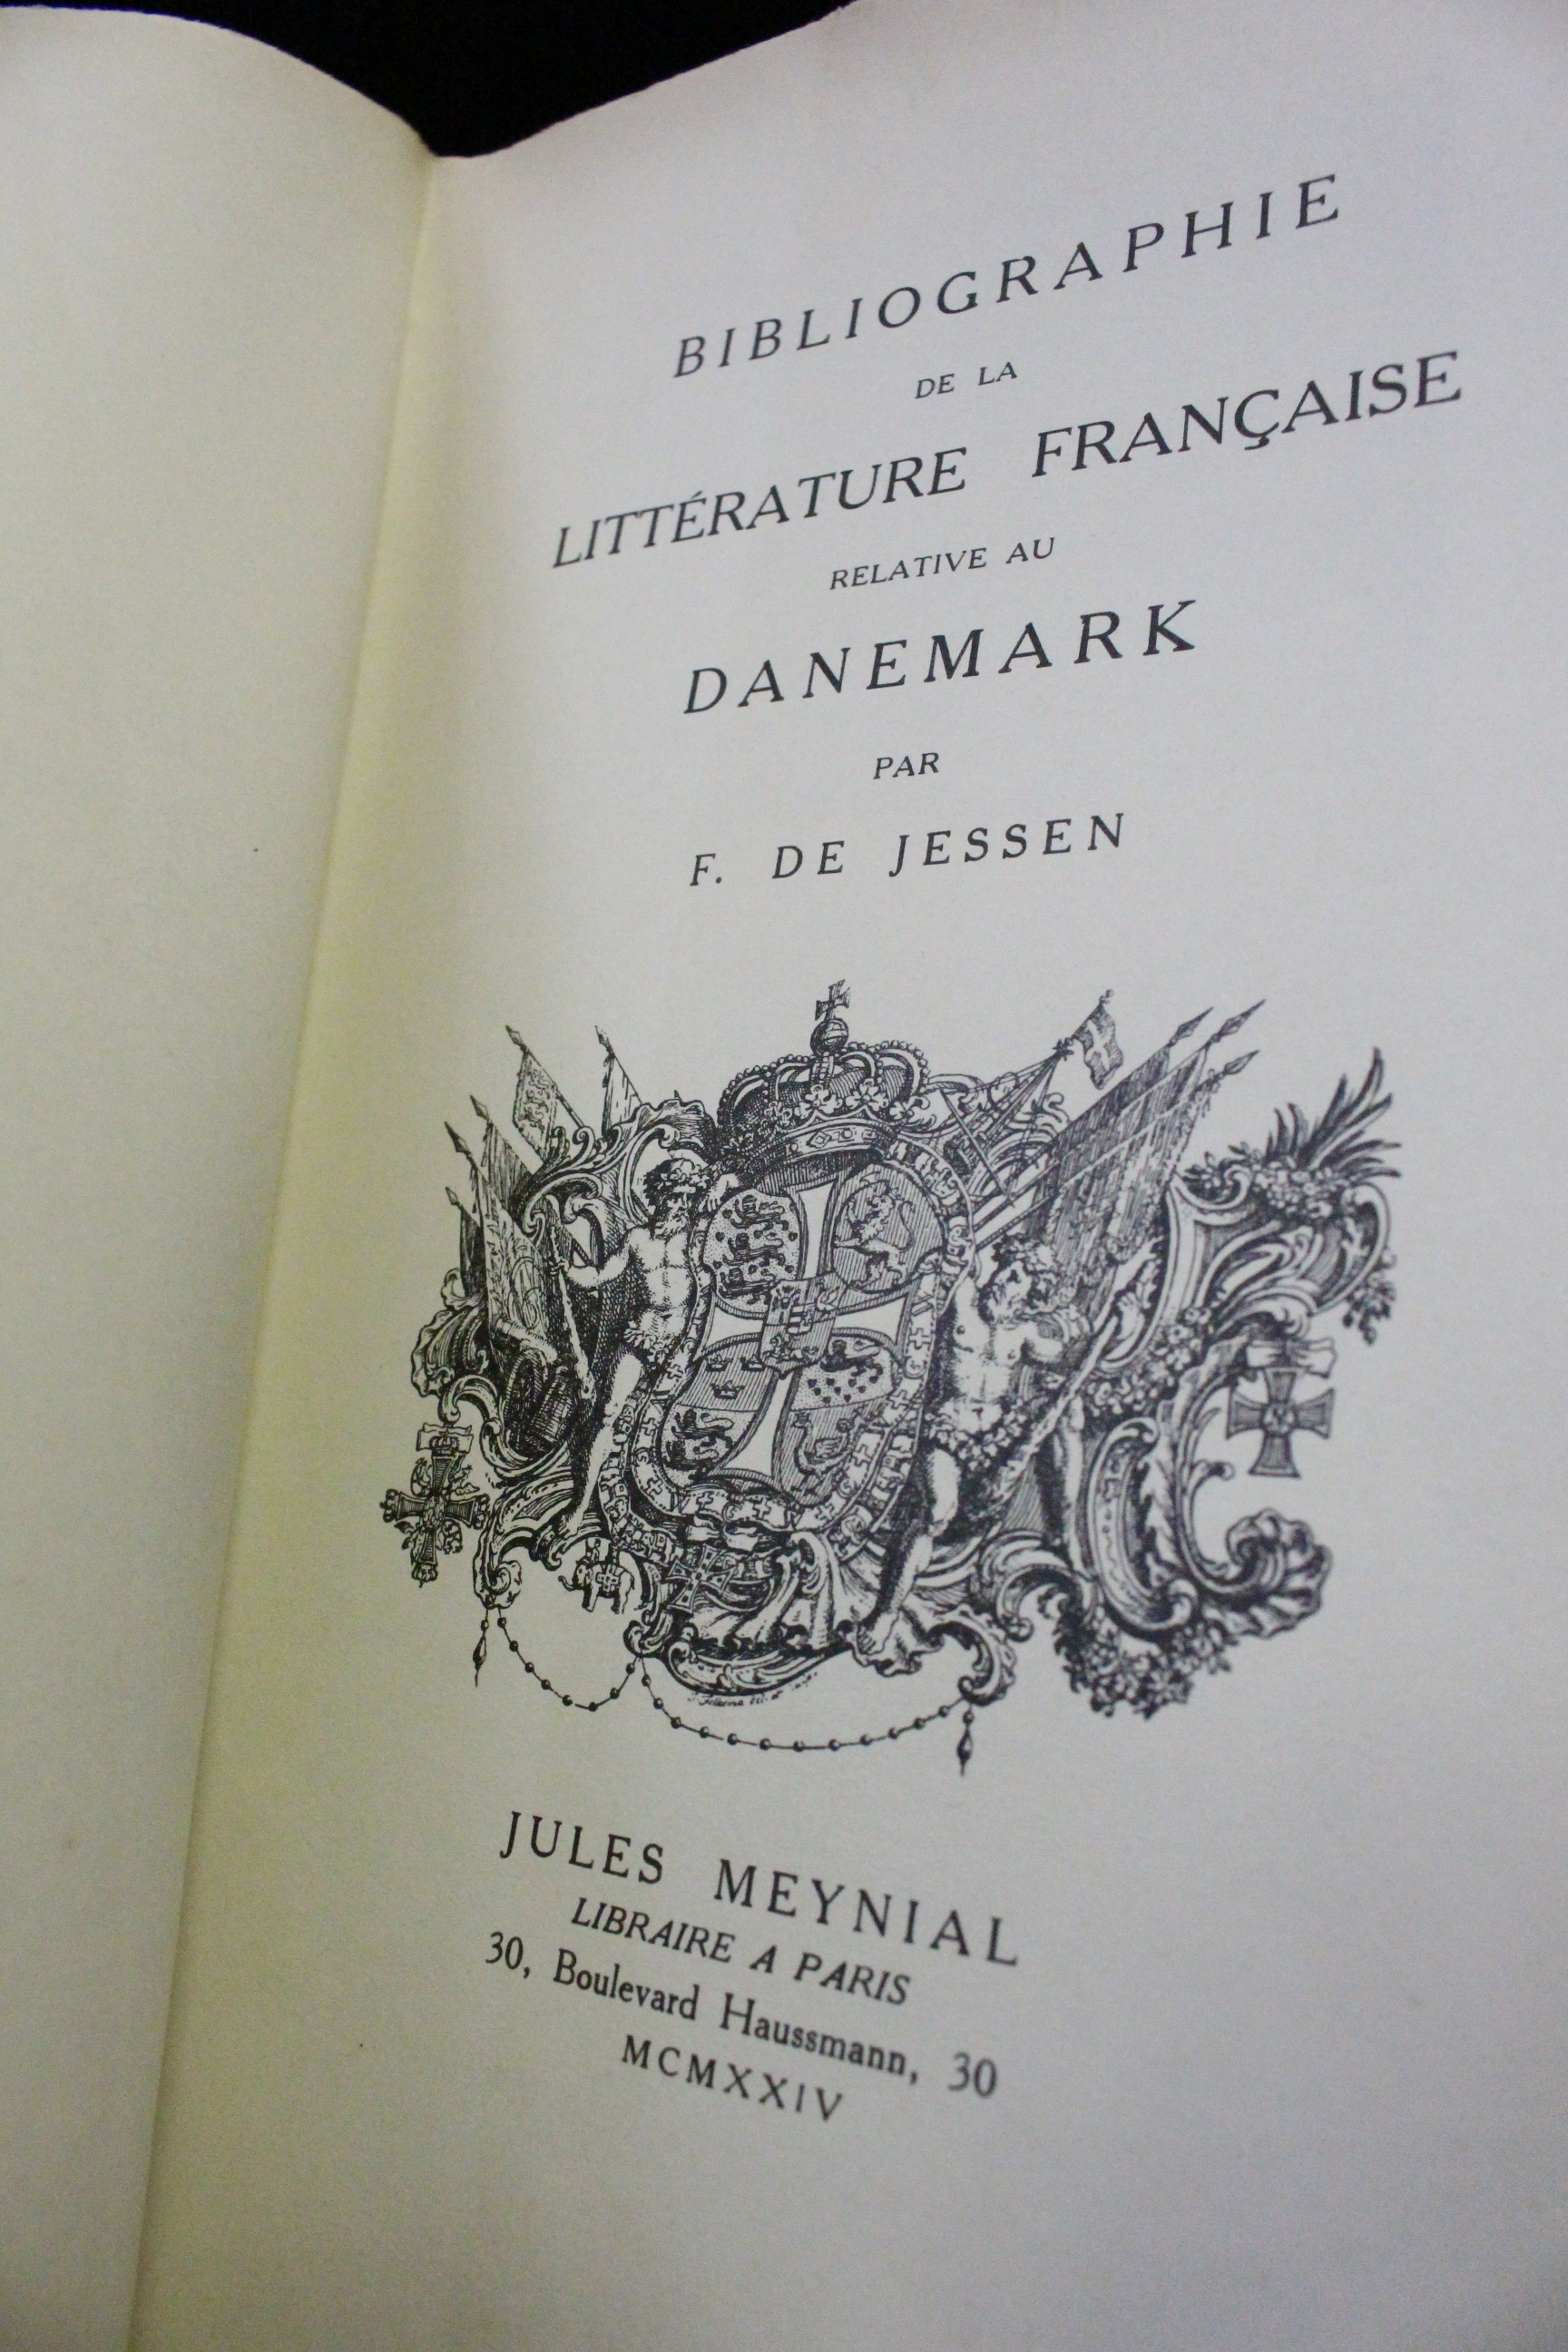 BIBLIOGRAPHIE
DE LA
LITTÉRATURE FRANÇAISE
RELATIVE AU
DANEMARK
PAR
F. DE JESSEN
JULES MEYNIAL
LIBRAIRE A PARIS
30, Boulevard Haussmann, 30
MCMXXIV